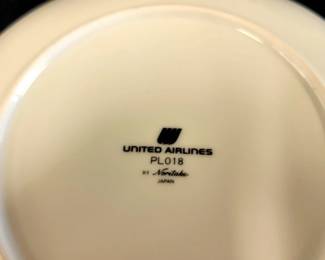 UNITED AIRLINES
PL018
BY Noritake
JAPAN